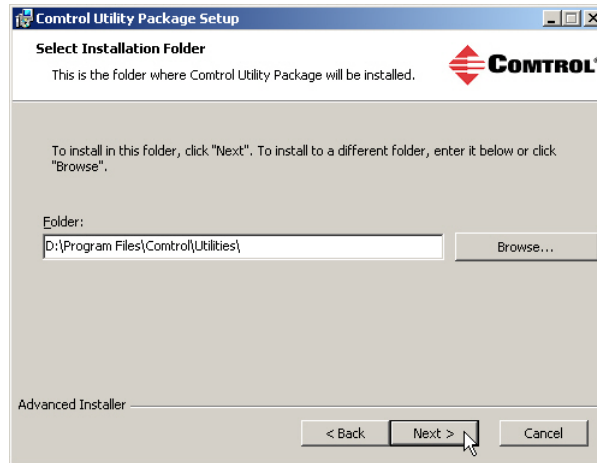 Comtrol Utility Package Setup
Select Installation Folder
This is the folder where Comtrol Utility Package will be installed.
COMTROL
To install in this folder, click "Next". To install to a different folder, enter it below or click
"Browse".
Folder:
D:\Program Files\Comtrol\Utilities\
Browse...
Advanced Installer
< Back
Next >
Cancel